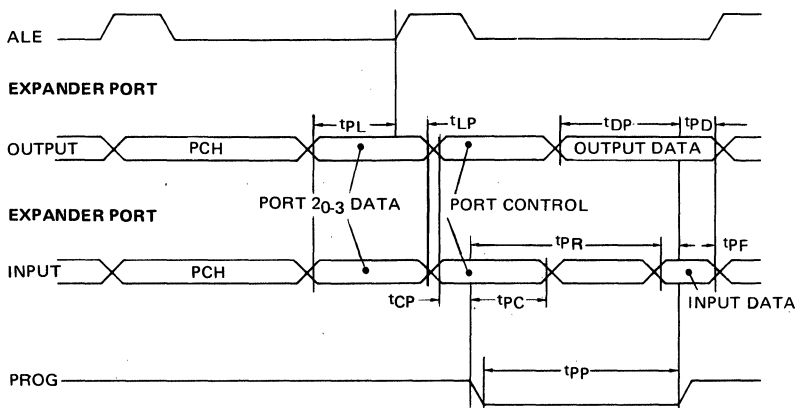 ALE
EXPANDER PORT
tPL
tLP
tDP
tPD
OUTPUT
PCH
OUTPUT DATA
PORT 20-3 DATA
PORT CONTROL
EXPANDER PORT
tPR
tPF
INPUT
PCH
tCP
tPC
INPUT DATA
PROG
tPP